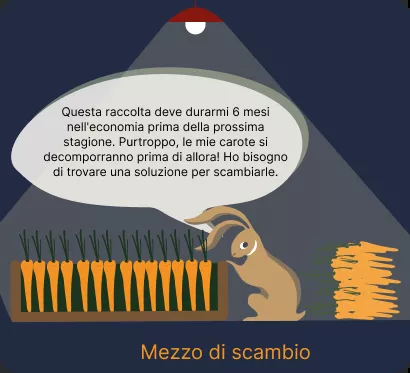 Questa raccolta deve durarmi 6 mesi
nell'economia prima della prossima
stagione. Purtroppo, le mie carote si
decomporranno prima di allora! Ho bisogno
di trovare una soluzione per scambiarle.
Mezzo di scambio